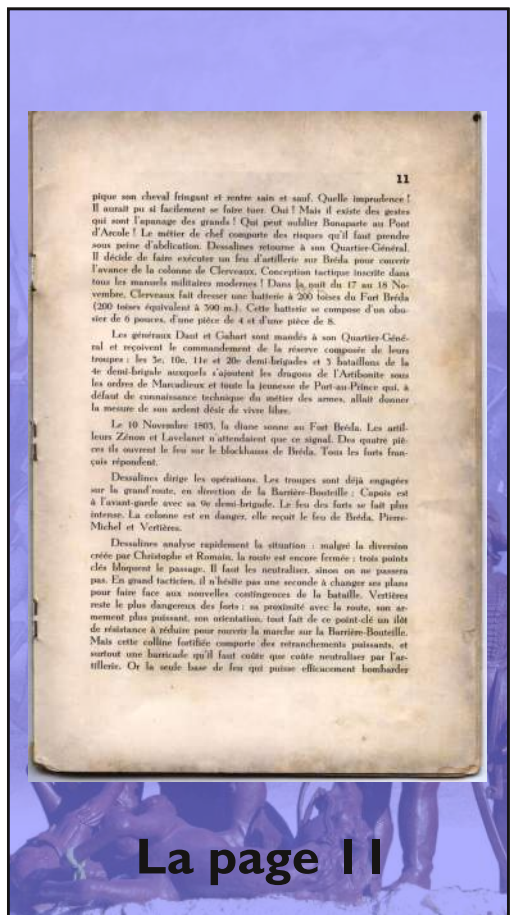 11
pique son cheval fringant et rentre sain et sauf. Quelle imprudence !
Il aurait pu si facilement se faire tuer. Oui ! Mais il existe des gestes
qui sont l'apanage des grands ! Qui peut oublier Bonaparte au Pont
d'Arcole ! Le métier de chef comporte des risques qu'il faut prendre
sous peine d'abdication. Dessalines retourne à son Quartier-Général.
Il décide de faire exécuter un feu d'artillerie sur Bréda pour couvrir
l'avance de la colonne de Clerveaux. Conception tactique inscrite dans
tous les manuels militaires modernes ! Dans la nuit du 17 au 18 No-
vembre, Clerveaux fait dresser une batterie à 200 toises du Fort Bréda
(200 toises équivalent à 390 m.). Cette batterie se compose d'un obu-
sier de 6 pouces, d'une pièce de 4 et d'une pièce de 8.
Les généraux Daut et Gabart sont mandés à son Quartier-Géné-
ral et reçoivent le commandement de la réserve composée de leurs
troupes : les 3e, 10e, 11e et 20e demi-brigades et 3 bataillons de la
4e demi-brigale auxquels s'ajoutent les dragons de l'Artibonite sous
les ordres de Marcadieux et toute la jeunesse de Port-au-Prince qui, à
défaut de connaissance technique du métier des armes, allait donner
la mesure de son ardent désir de vivre libre.
Le 10 Novembre 1803, la diane sonne au Fort Bréda. Les artil-
leurs Zénon et Lavelanet n'attendaient que ce signal. Des quatre piè-
ces ils ouvrent le feu sur le blockhauss de Bréda. Tous les forts fran-
çais répondent.
Dessalines dirige les opérations. Les troupes sont déjà engagées
sur la grand'route, en direction de la Barrière-Bouteille ; Capois est
à l'avant-garde avec sa 9e demi-brigade. Le feu des forts se fait plus
intense. La colonne est en danger, elle reçoit le feu de Bréda, Pierre-
Michel et Vertières.
Dessalines analyse rapidement la situation : malgré la diversion
créée par Christophe et Romain, la route est encore fermée ; trois points
clés bloquent le passage. Il faut les neutraliser, sinon on ne passera
pas. En grand tacticien, il n'hésite pas une seconde à changer ses plans
pour faire face aux nouvelles contingences de la bataille. Vertières
reste le plus dangereux des forts ; sa proximité avec la route, son ar-
mement plus puissant, son orientation, tout fait de ce point-clé un ilôt
de résistance à réduire pour rouvrir la marche sur la Barrière-Bouteille.
Mais cette colline fortifiée comporte des retranchements puissants, et
surtout une barricade qu'il faut coûte que coûte neutraliser par l'ar-
tillerie. Or la seule base de feu qui puisse efficacement bombarder
La page 11